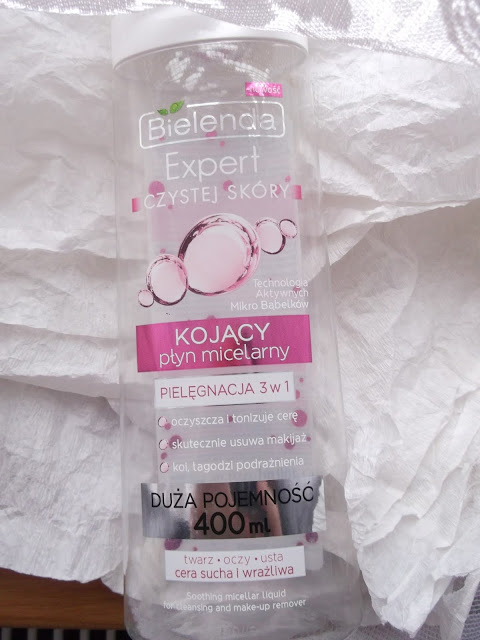 nowość
Bielenda
Expert
CZYSTEJ SKÓRY
Technologia
Aktywnych
Mikro Bąbelków
KOJĄCY
płyn micelarny
PIELĘGNACJA 3 w 1
oczyszcza i tonizuje cerę
skutecznie usuwa makijaż
koi, łagodzi podrażnienia
DUŻA POJEMNOŚĆ
400 ml
twarz • oczy • usta
cera sucha i wrażliwa
Soothing micellar liquid
for cleansing and make-up remover